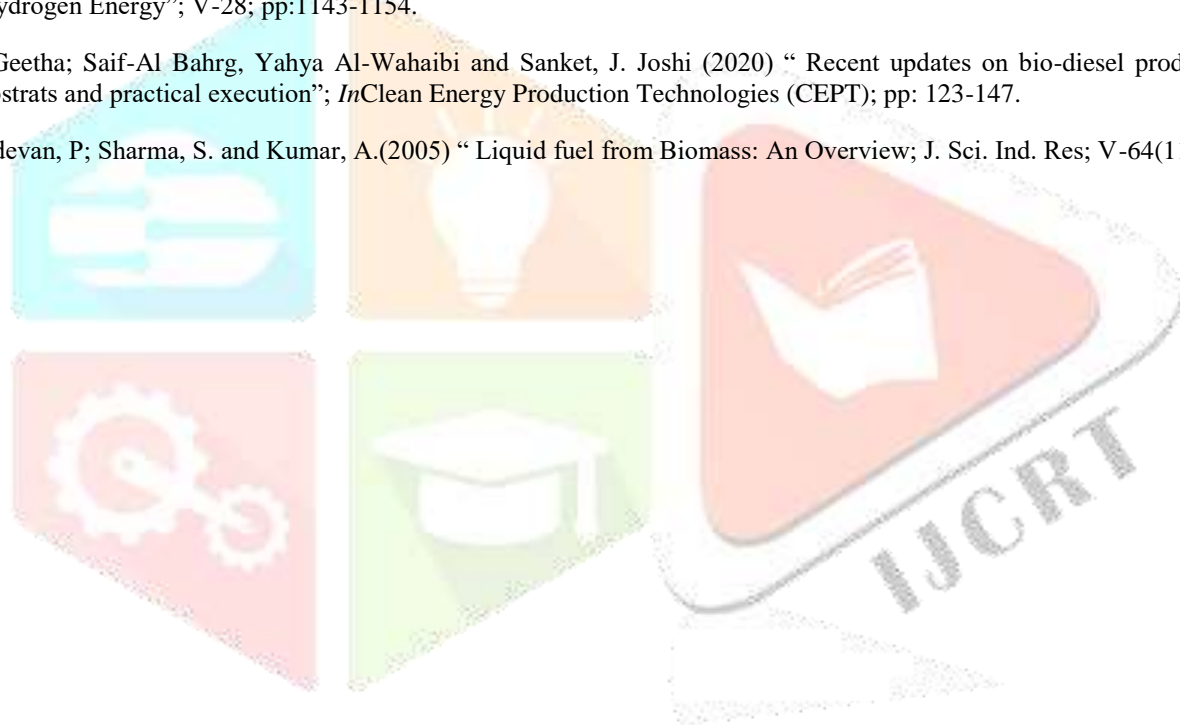 ydrogen Energy”; V-28; pp:1143-1154.
Geetha; Saif-Al Bahrg, Yahya Al-Wahaibi and Sanket, J. Joshi (2020) “ Recent updates on bio-diesel prod
ostrats and practical execution”; InClean Energy Production Technologies (CEPT); pp: 123-147.
devan, P; Sharma, S. and Kumar, A.(2005) “ Liquid fuel from Biomass: An Overview; J. Sci. Ind. Res; V-64(1
IJCRT